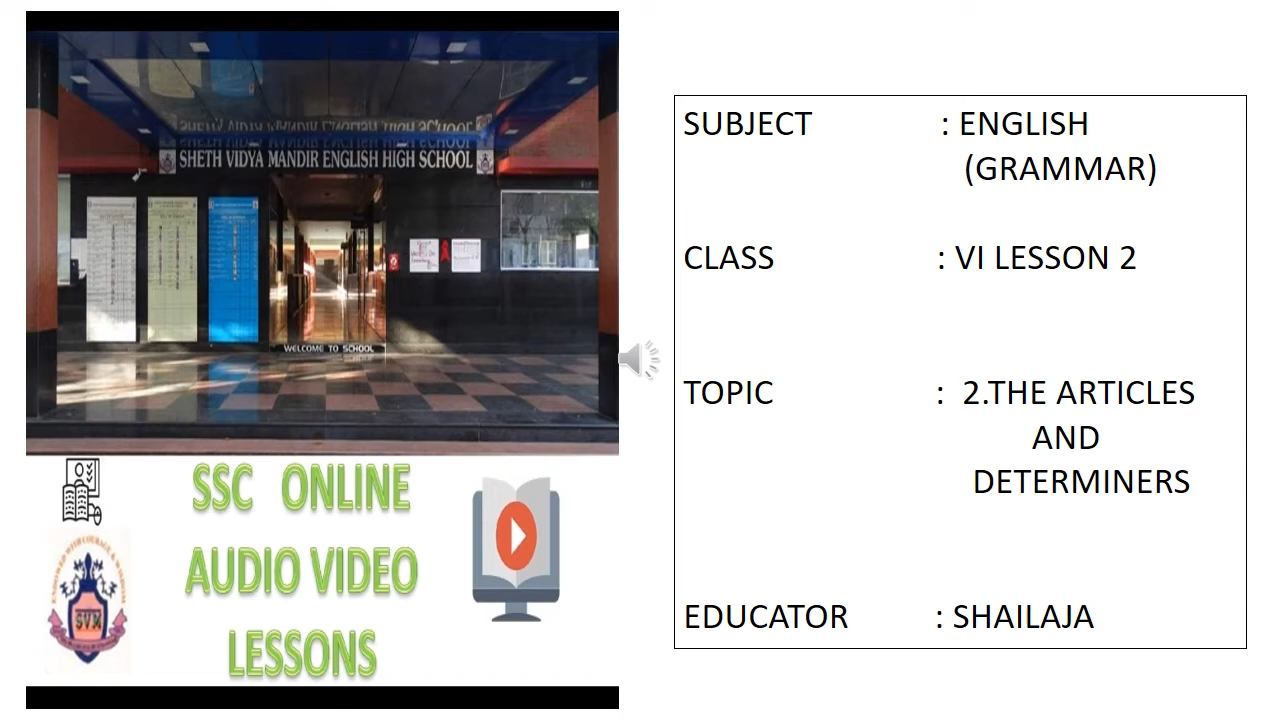 SHETH VIDYA MANDIR ENGLISH HIGH SCHOOL
WELCOME TO SCHOOL
SSC ONLINE
AUDIO VIDEO
LESSONS
SVM
SUBJECT : ENGLISH
(GRAMMAR)
CLASS : VI LESSON 2
TOPIC : 2.THE ARTICLES
AND
DETERMINERS
EDUCATOR : SHAILAJA